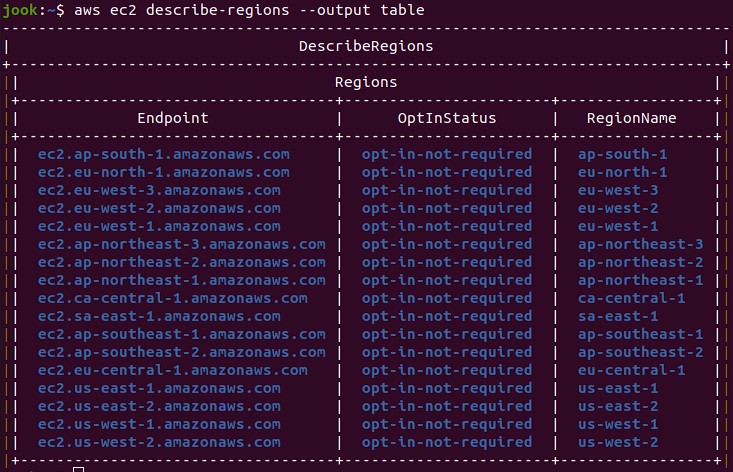 jook:~$ aws ec2 describe-regions --output table
DescribeRegions
Regions
Endpoint | OptInStatus | RegionName
ec2.ap-south-1.amazonaws.com | opt-in-not-required | ap-south-1
ec2.eu-north-1.amazonaws.com | opt-in-not-required | eu-north-1
ec2.eu-west-3.amazonaws.com | opt-in-not-required | eu-west-3
ec2.eu-west-2.amazonaws.com | opt-in-not-required | eu-west-2
ec2.eu-west-1.amazonaws.com | opt-in-not-required | eu-west-1
ec2.ap-northeast-3.amazonaws.com | opt-in-not-required | ap-northeast-3
ec2.ap-northeast-2.amazonaws.com | opt-in-not-required | ap-northeast-2
ec2.ap-northeast-1.amazonaws.com | opt-in-not-required | ap-northeast-1
ec2.ca-central-1.amazonaws.com | opt-in-not-required | ca-central-1
ec2.sa-east-1.amazonaws.com | opt-in-not-required | sa-east-1
ec2.ap-southeast-1.amazonaws.com | opt-in-not-required | ap-southeast-1
ec2.ap-southeast-2.amazonaws.com | opt-in-not-required | ap-southeast-2
ec2.eu-central-1.amazonaws.com | opt-in-not-required | eu-central-1
ec2.us-east-1.amazonaws.com | opt-in-not-required | us-east-1
ec2.us-east-2.amazonaws.com | opt-in-not-required | us-east-2
ec2.us-west-1.amazonaws.com | opt-in-not-required | us-west-1
ec2.us-west-2.amazonaws.com | opt-in-not-required | us-west-2